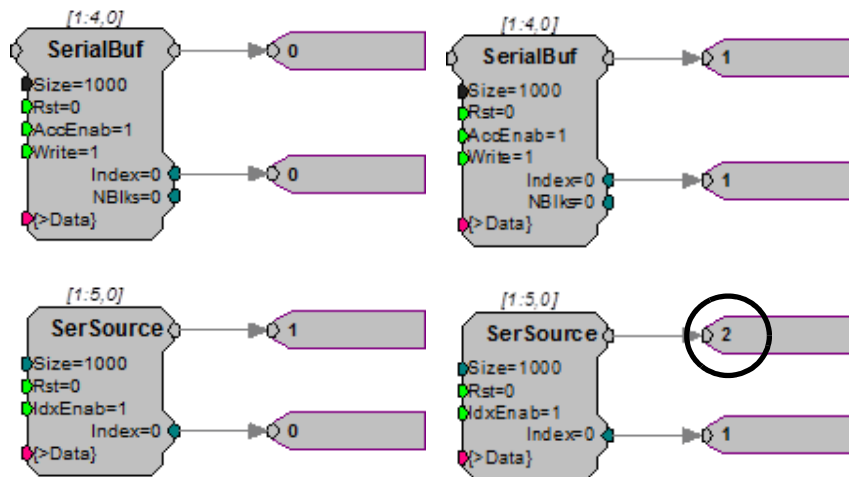 [1:4,0]
SerialBuf
0
Size=1000
Rst=0
AccEnab=1
Write=1
Index=0
0
NBlks=0
{>Data}
[1:4,0]
SerialBuf
1
Size=1000
Rst=0
AccEnab=1
Write=1
Index=0
1
NBlks=0
{>Data}
[1:5,0]
SerSource
1
Size=1000
Rst=0
IdxEnab=1
Index=0
0
{>Data}
[1:5,0]
SerSource
2
Size=1000
Rst=0
IdxEnab=1
Index=0
1
{>Data}